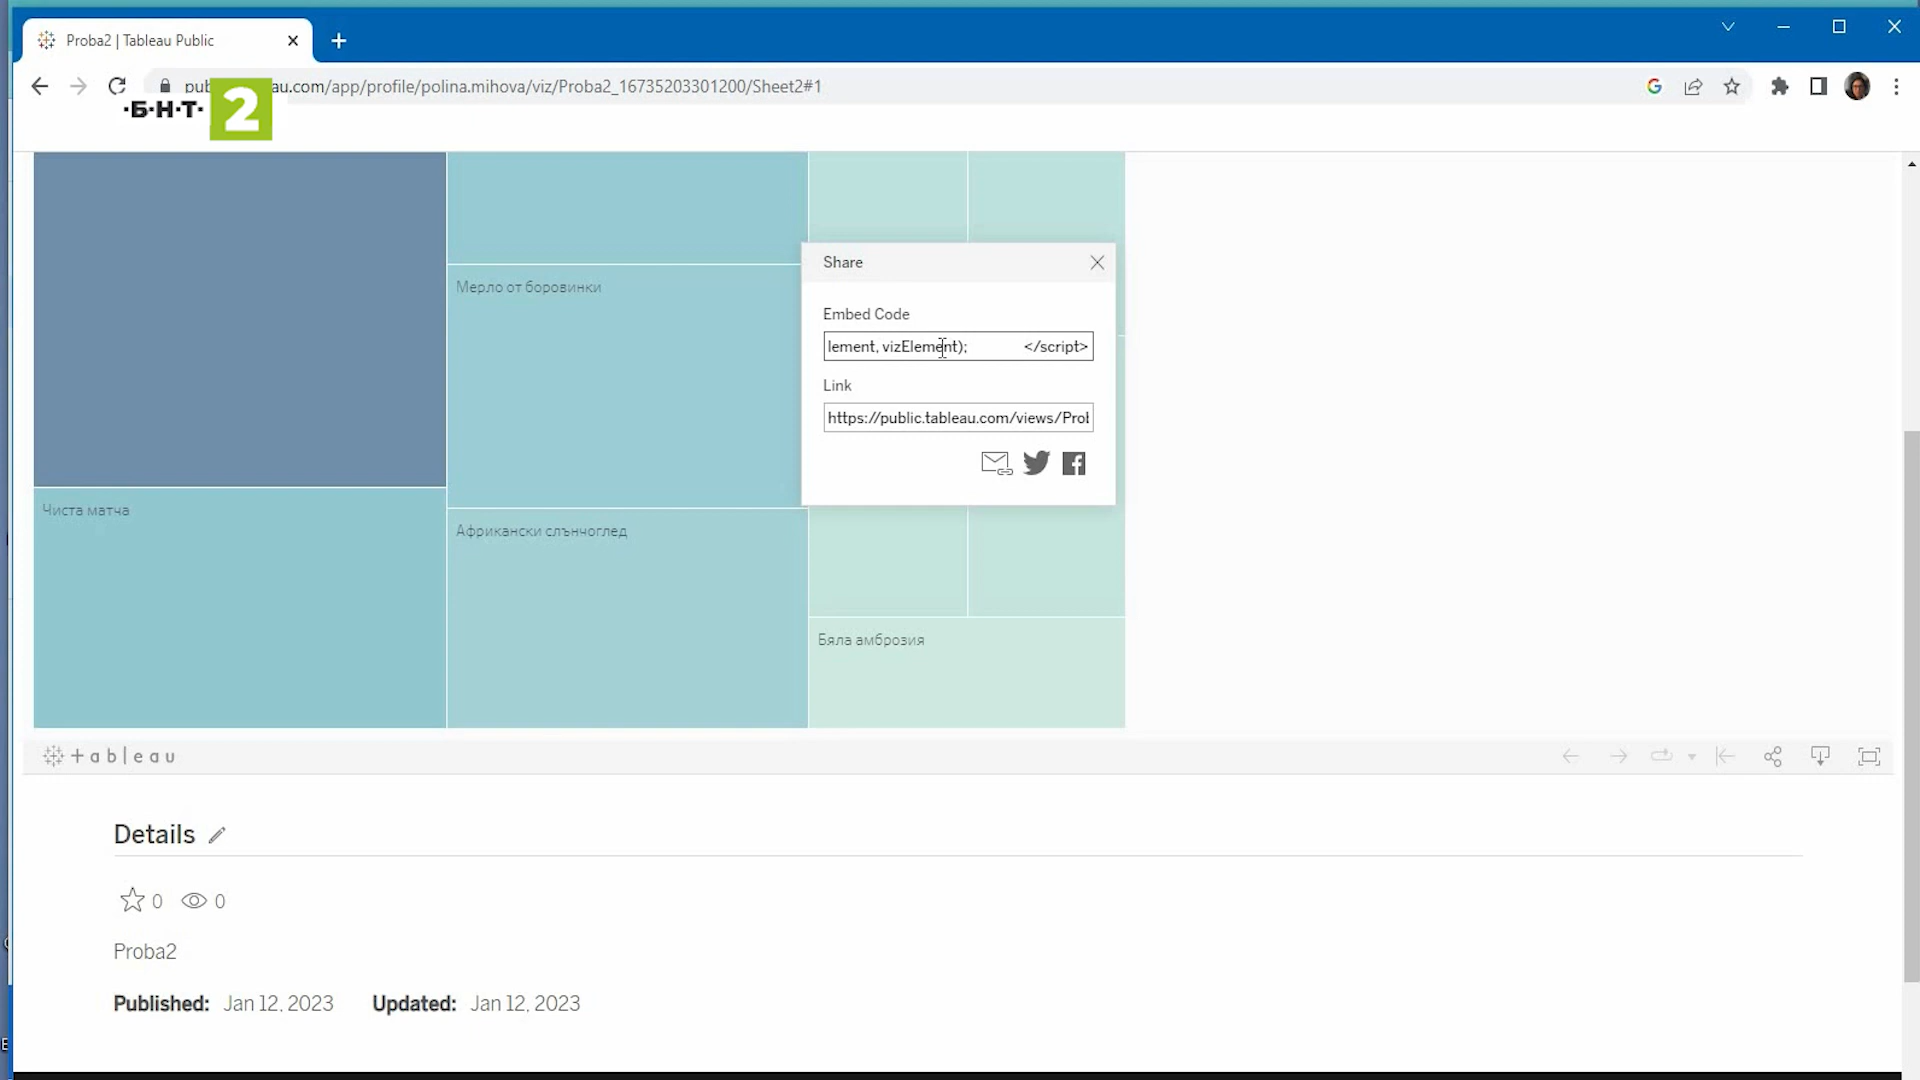 Proba2 | Tableau Public
pub
au.com/app/profile/polina.mihova/viz/Proba2_16735203301200/Sheet2#1
·Б·Н·Т· 2
Мерло от боровинки
Share
Embed Code
lement, vizElement); </script>
Link
https://public.tableau.com/views/Prol
Чиста матча
Африкански слънчоглед
Бяла амброзия
+ableau
Details
0 0
Proba2
Published: Jan 12, 2023 Updated: Jan 12, 2023